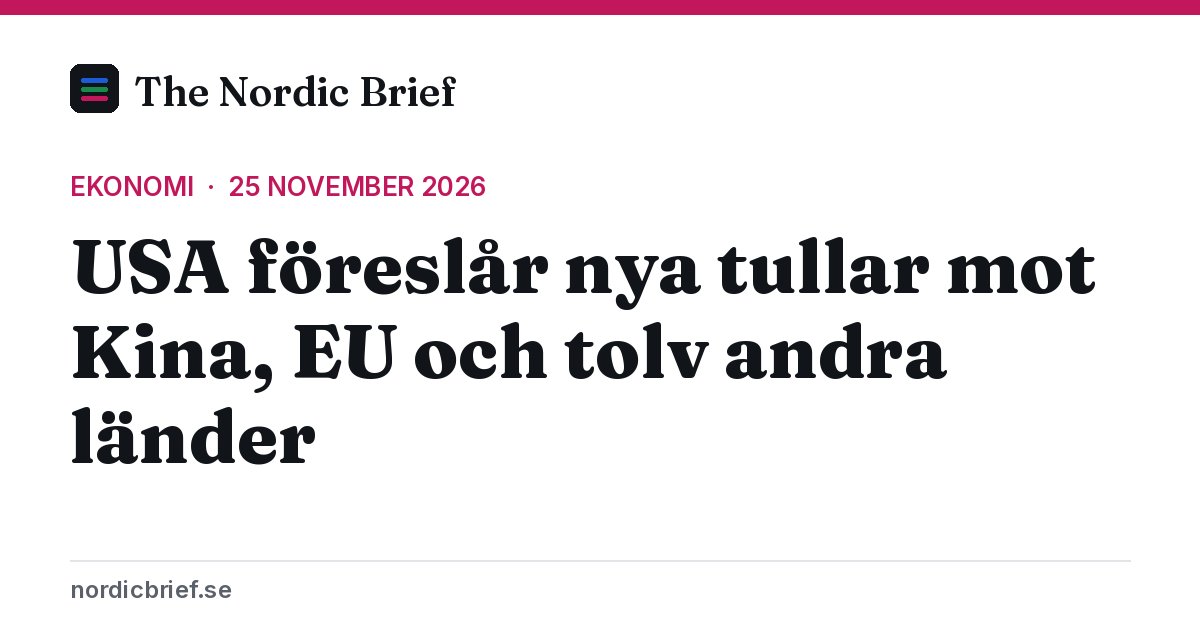 The Nordic Brief
EKONOMI · 25 NOVEMBER 2026
USA föreslår nya tullar mot
Kina, EU och tolv andra
länder
nordicbrief.se